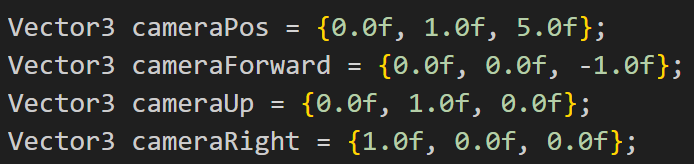 Vector3 cameraPos = {0.0f, 1.0f, 5.0f};
Vector3 cameraForward = {0.0f, 0.0f, -1.0f};
Vector3 cameraUp = {0.0f, 1.0f, 0.0f};
Vector3 cameraRight = {1.0f, 0.0f, 0.0f};